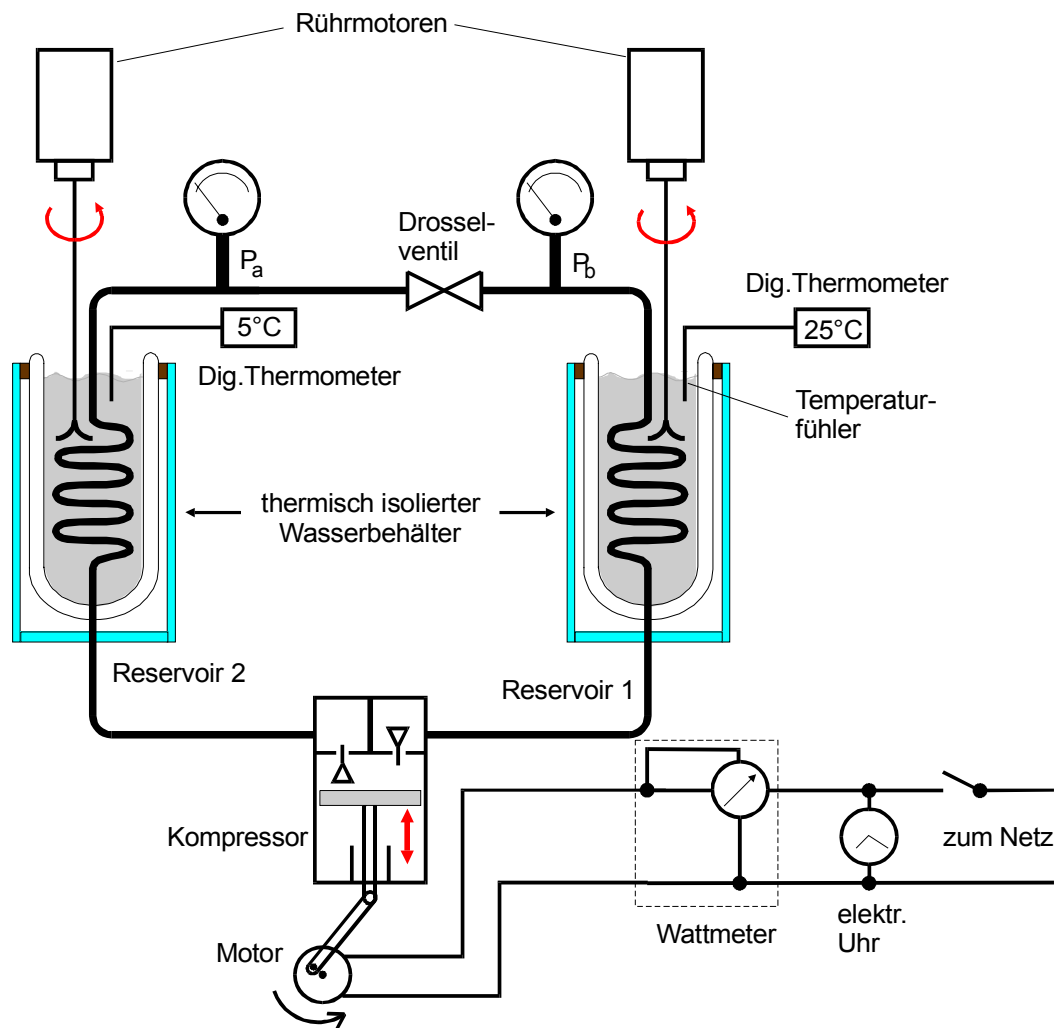 Rührmotoren
Drossel-
ventil
Pa
Pb
Dig.Thermometer
5°C
25°C
Dig.Thermometer
Temperatur-
fühler
thermisch isolierter
Wasserbehälter
Reservoir 2
Reservoir 1
Kompressor
zum Netz
Wattmeter
elektr.
Uhr
Motor